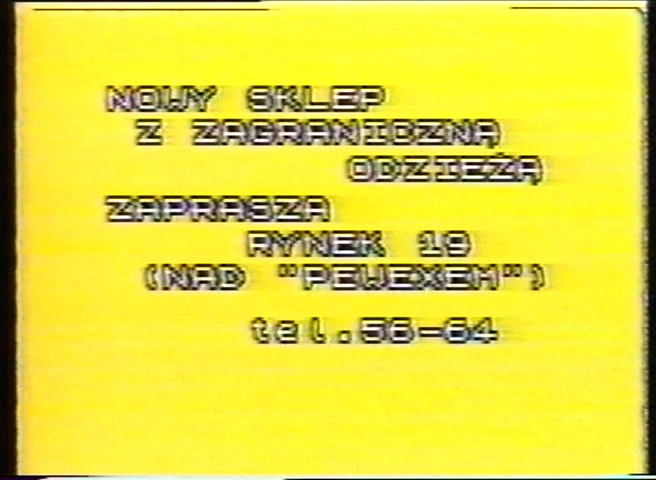 NOWY SKLEP
Z ZAGRANICZNĄ
ODZIEŻĄ
ZAPRASZA
RYNEK 19
(NAD "PEWEXEM")
tel.56-64